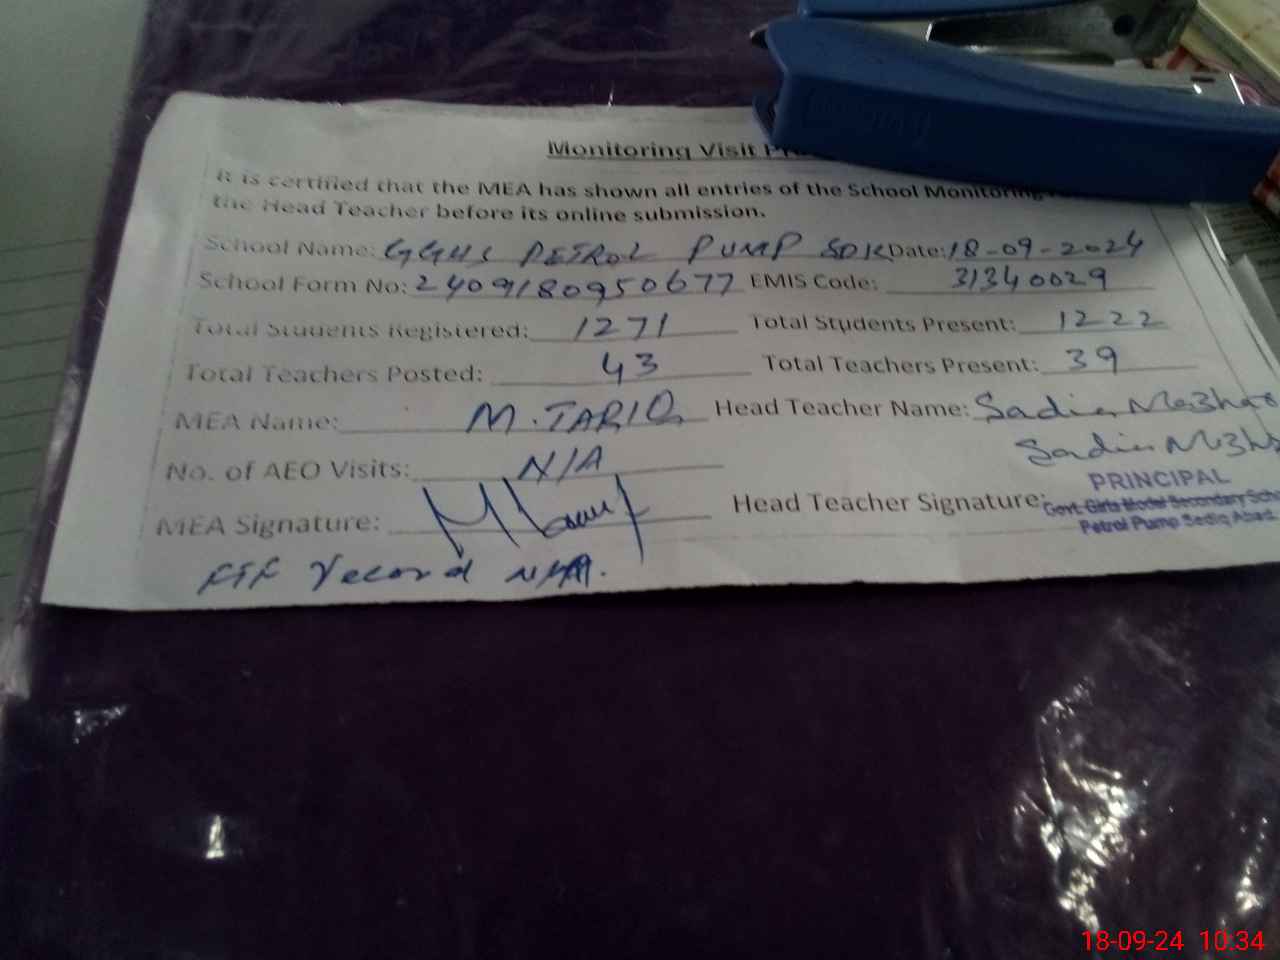 Monitoring Visit
It is certified that the MEA has shown all entries of the School Monitoring
the Head Teacher before its online submission.
School Name: GGHS PETROL PUMP SDK Date: 18-09-2024
School Form No: 2409180950677 EMIS Code: 31340029
Total Students Registered: 1271 Total Students Present: 1222
Total Teachers Posted: 43 Total Teachers Present: 39
MEA Name: M.TARIQ Head Teacher Name: Sadia Mazhar
No. of AEO Visits: N/A Sadia
PRINCIPAL
MEA Signature: Head Teacher Signature: Govt. Girls Model Secondary
Petrol Pump Sadiq Abad
FTF record
18-09-24 10:34